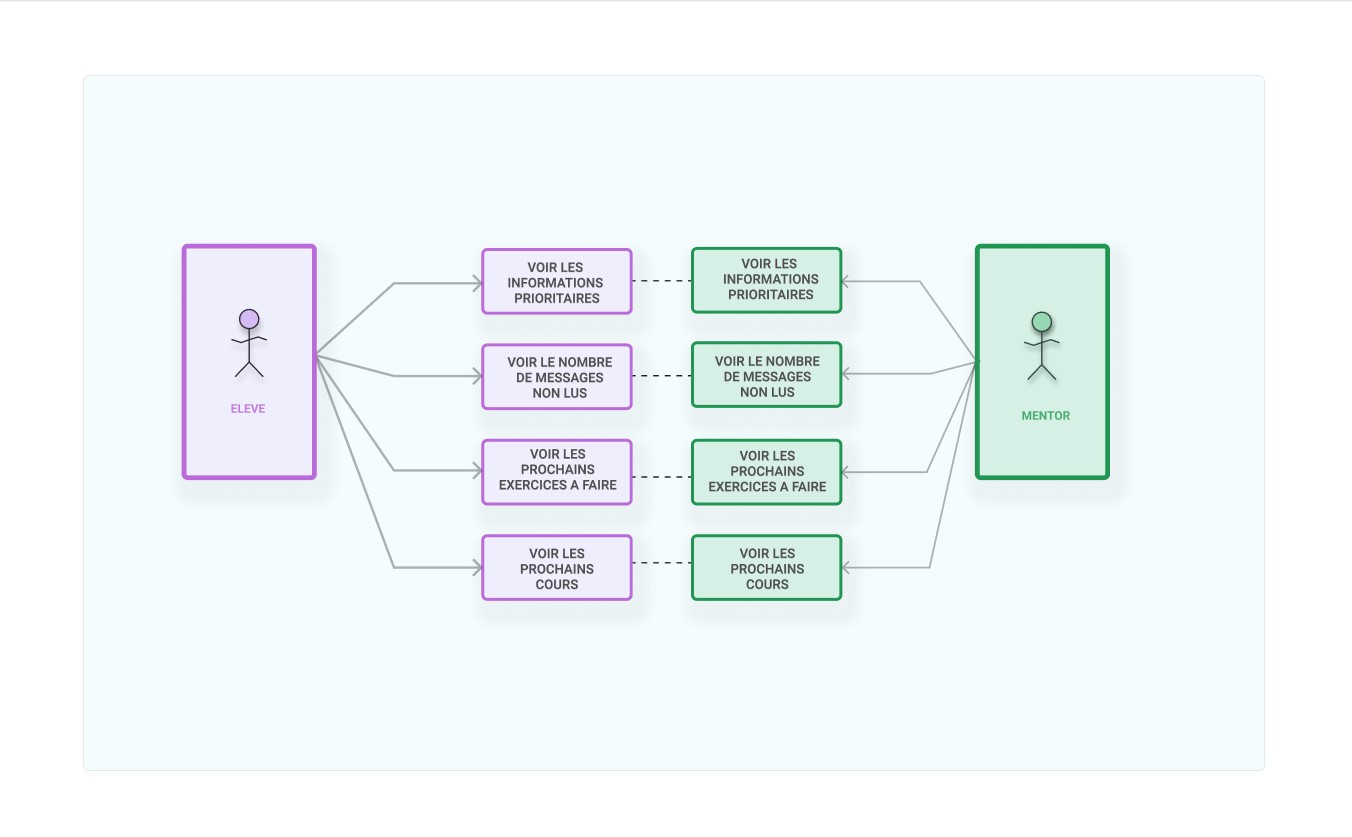 ELEVE
VOIR LES
INFORMATIONS
PRIORITAIRES
VOIR LE NOMBRE
DE MESSAGES
NON LUS
VOIR LES
PROCHAINS
EXERCICES A FAIRE
VOIR LES
PROCHAINS
COURS
VOIR LES
INFORMATIONS
PRIORITAIRES
VOIR LE NOMBRE
DE MESSAGES
NON LUS
VOIR LES
PROCHAINS
EXERCICES A FAIRE
VOIR LES
PROCHAINS
COURS
MENTOR